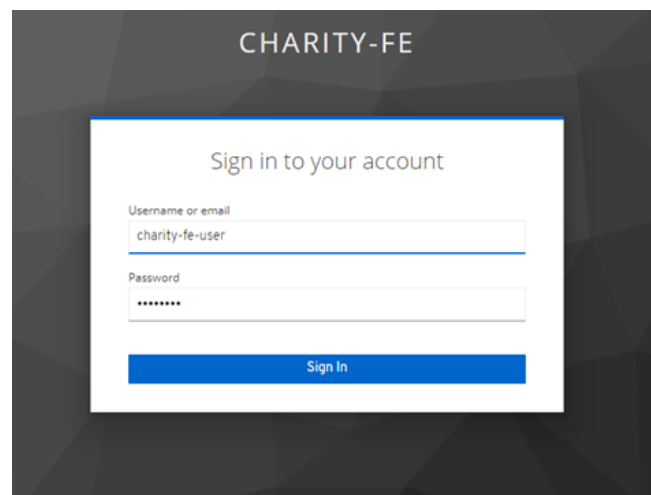 CHARITY-FE
Sign in to your account
Username or email
charity-fe-user
Password
••••••••
Sign In